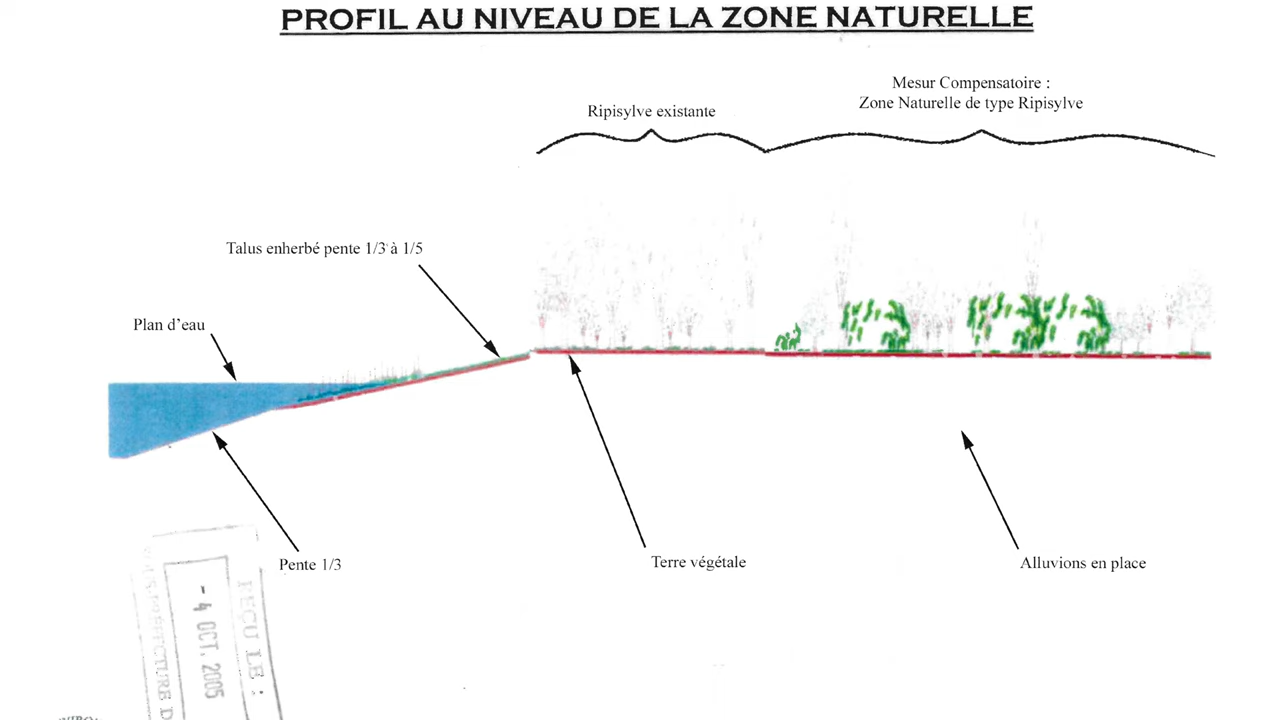 PROFIL AU NIVEAU DE LA ZONE NATURELLE
Mesur Compensatoire :
Zone Naturelle de type Ripisylve
Ripisylve existante
Talus enherbé pente 1/3 à 1/5
Plan d'eau
Pente 1/3
Terre végétale
Alluvions en place
REÇU LE :
- 4 OCT. 2005